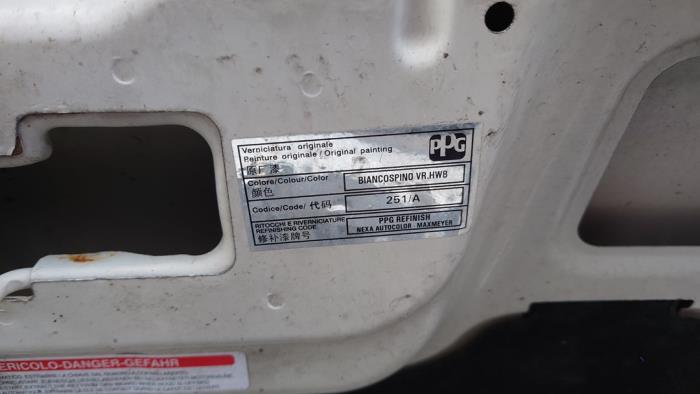 Verniciatura originale
PPG
Peinture originale / Original painting
原厂漆
Colore/Colour/Color
BIANCOSPINO VR.HWB
颜色
Codice/Code/代码
251/A
RITOCCHI E RIVERNICIATURE
REFINISHING CODE
修补漆牌号
PPG REFINISH
NEXA AUTOCOLOR MAXMEYER
ERICOLO-DANGER-GEFAHR